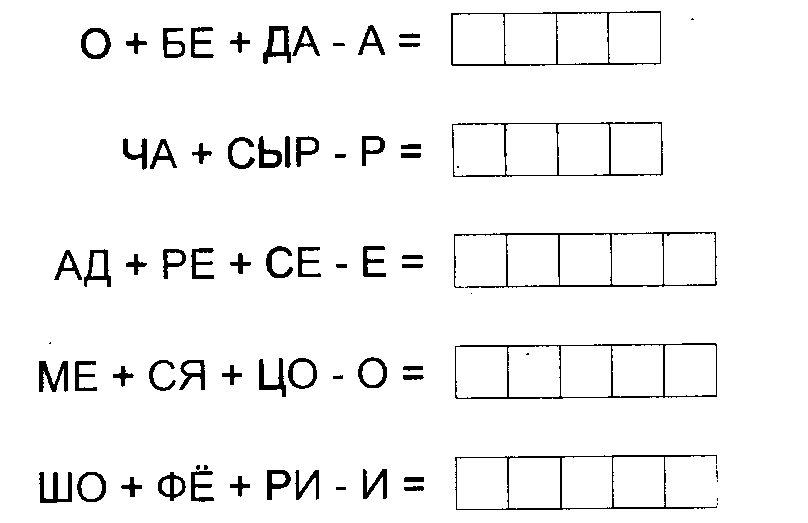 О + БЕ + ДА - А =
ЧА + СЫР - Р =
АД + РЕ + СЕ - Е =
МЕ + СЯ + ЦО - О =
ШО + ФЁ + РИ - И =